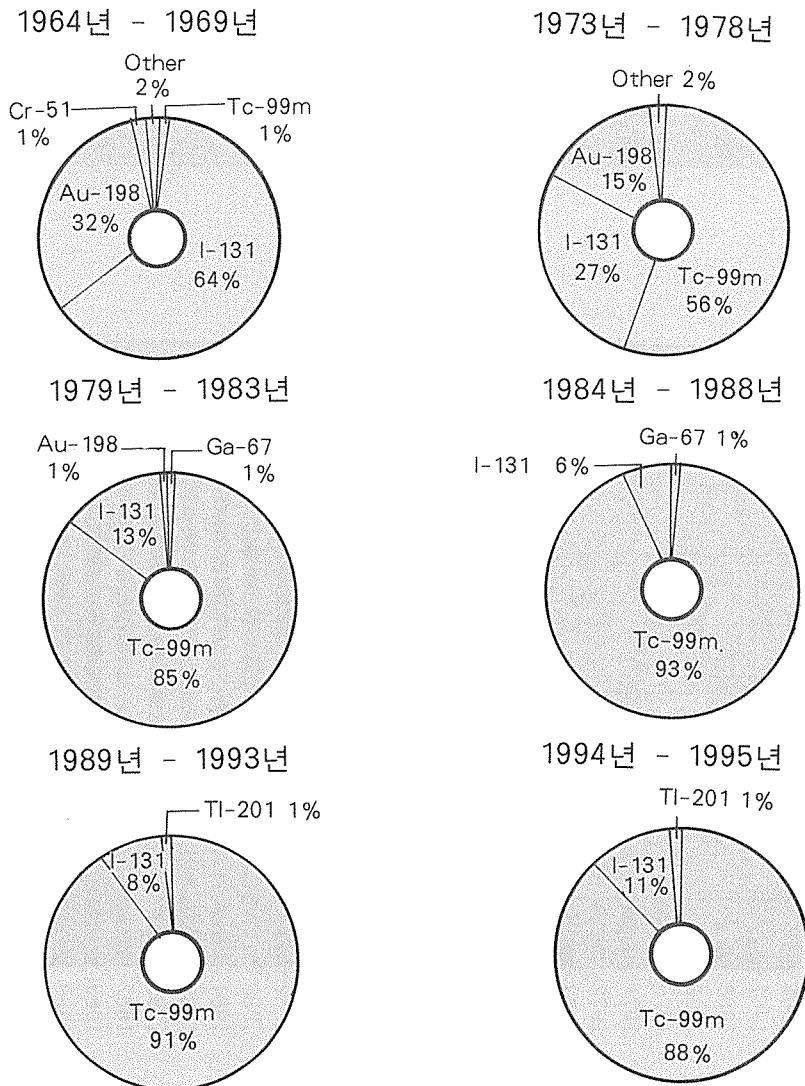 1964년 - 1969년
Other
2%
Cr-51
1%
Tc-99m
1%
Au-198
32%
I-131
64%
1973년 - 1978년
Other 2%
Au-198
15%
I-131
27%
Tc-99m
56%
1979년 - 1983년
Au-198
1%
Ga-67
1%
I-131
13%
Tc-99m
85%
1984년 - 1988년
Ga-67 1%
I-131 6%
Tc-99m
93%
1989년 - 1993년
Tl-201 1%
I-131
8%
Tc-99m
91%
1994년 - 1995년
Tl-201 1%
I-131
11%
Tc-99m
88%